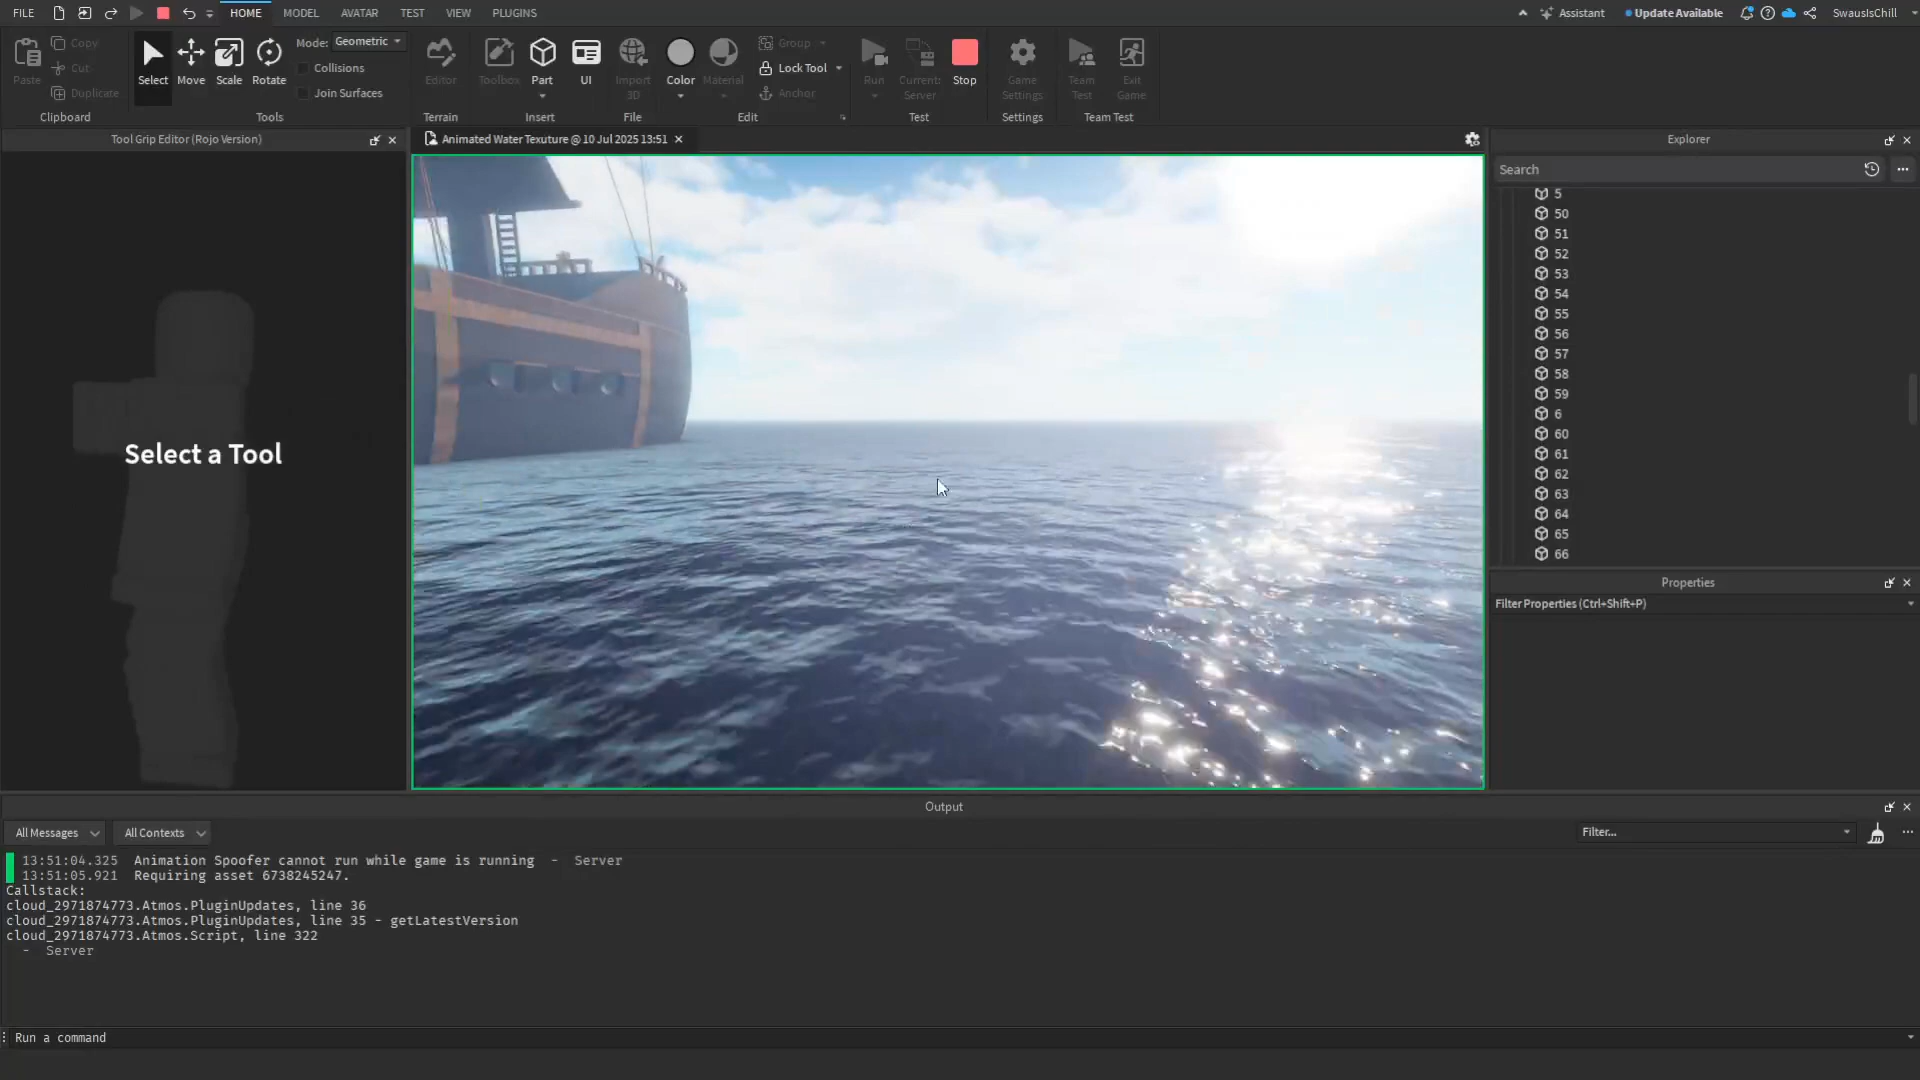 FILE
HOME
MODEL
AVATAR
TEST
VIEW
PLUGINS
Assistant
Update Available
SwausIsChill
Paste
Copy
Cut
Duplicate
Clipboard
Select
Move
Scale
Rotate
Mode: Geometric
Collisions
Join Surfaces
Tools
Editor
Terrain
Toolbox
Part
UI
Insert
Import
3D
File
Color
Material
Group
Lock Tool
Anchor
Edit
Run
Current:
Server
Stop
Test
Game
Settings
Settings
Team
Test
Exit
Game
Team Test
Tool Grip Editor (Rojo Version)
Animated Water Texuture @ 10 Jul 2025 13:51
Explorer
Search
5
50
51
52
53
54
55
56
57
58
59
6
60
61
62
63
64
65
66
Select a Tool
Properties
Filter Properties (Ctrl+Shift+P)
Output
All Messages
All Contexts
Filter...
13:51:04.325 Animation Spoofer cannot run while game is running - Server
13:51:05.921 Requiring asset 6738245247.
Callstack:
cloud_2971874773.Atmos.PluginUpdates, line 36
cloud_2971874773.Atmos.PluginUpdates, line 35 - getLatestVersion
cloud_2971874773.Atmos.Script, line 322
- Server
Run a command